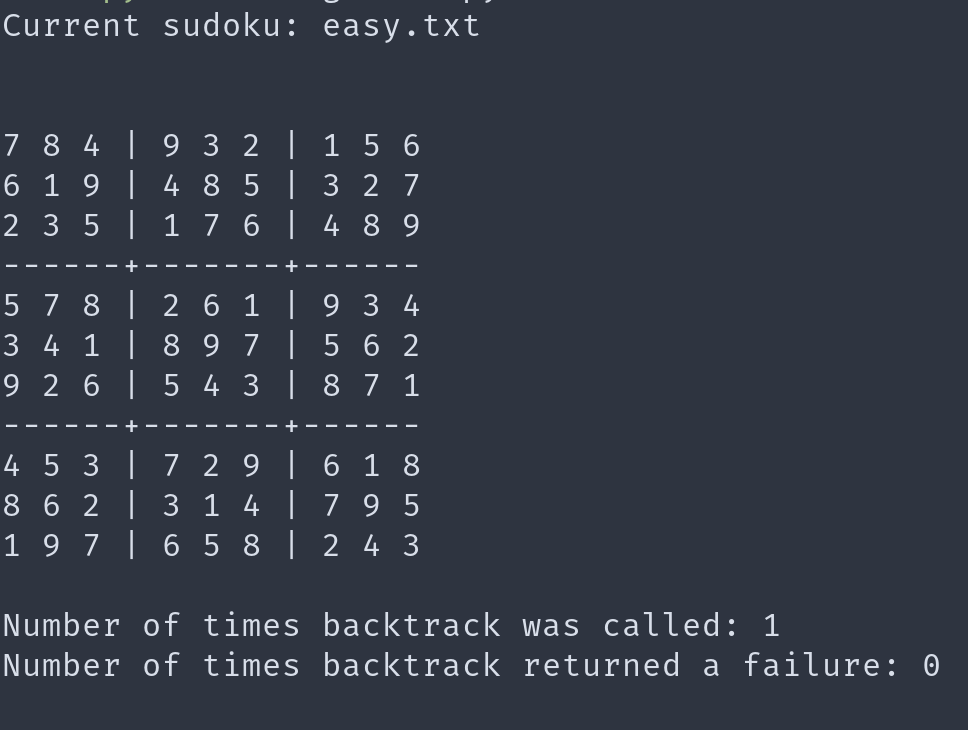 Current sudoku: easy.txt
7 8 4 | 9 3 2 | 1 5 6
6 1 9 | 4 8 5 | 3 2 7
2 3 5 | 1 7 6 | 4 8 9
------+-------+------
5 7 8 | 2 6 1 | 9 3 4
3 4 1 | 8 9 7 | 5 6 2
9 2 6 | 5 4 3 | 8 7 1
------+-------+------
4 5 3 | 7 2 9 | 6 1 8
8 6 2 | 3 1 4 | 7 9 5
1 9 7 | 6 5 8 | 2 4 3
Number of times backtrack was called: 1
Number of times backtrack returned a failure: 0